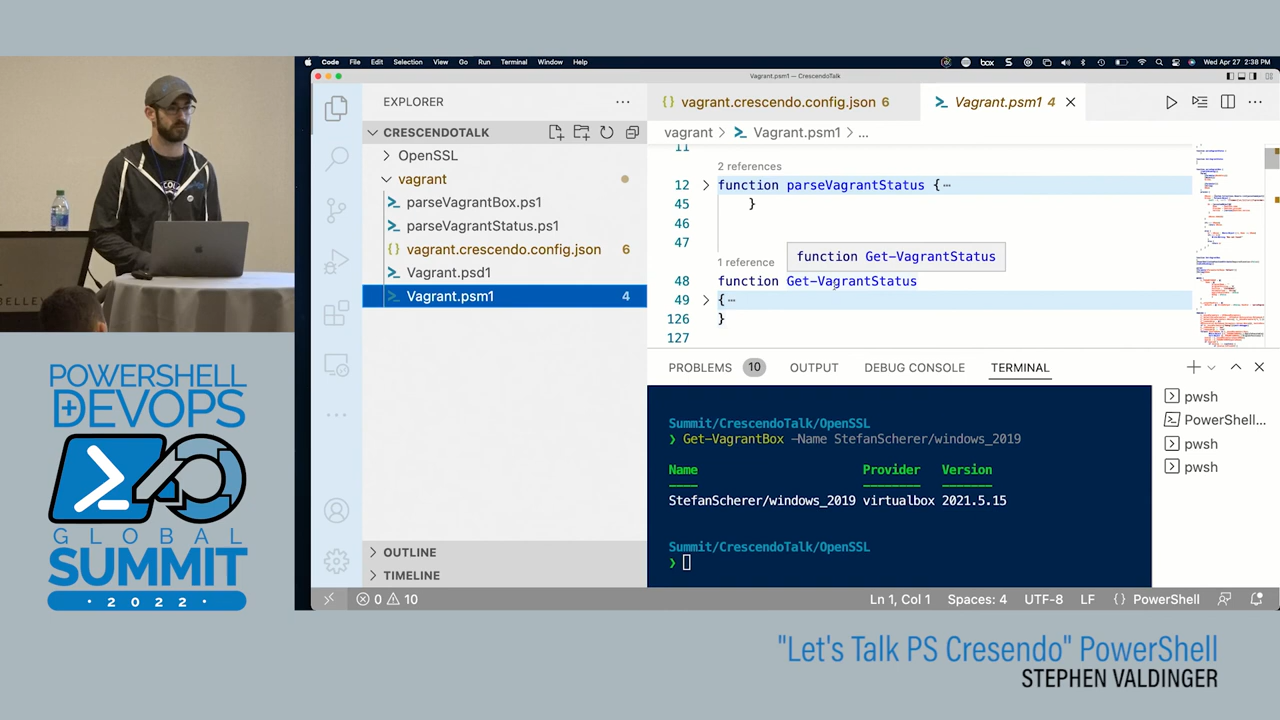 Code File Edit Selection View Go Run Terminal Window Help
box
Wed Apr 27 2:38 PM
Vagrant.psm1 — CrescendoTalk
EXPLORER
CRESCENDOTALK
OpenSSL
vagrant
parseVagrantBox.ps1
parseVagrantStatus.ps1
vagrant.crescendo.config.json 6
Vagrant.psd1
Vagrant.psm1 4
OUTLINE
TIMELINE
{} vagrant.crescendo.config.json 6
Vagrant.psm1 4
vagrant > Vagrant.psm1 > ...
11
2 references
12 function parseVagrantStatus {…
45 }
46
47
1 reference
function Get-VagrantStatus
48 function Get-VagrantStatus
49 {…
126 }
127
PROBLEMS 10 OUTPUT DEBUG CONSOLE TERMINAL
Summit/CrescendoTalk/OpenSSL
❯ Get-VagrantBox -Name StefanScherer/windows_2019
Name Provider Version
StefanScherer/windows_2019 virtualbox 2021.5.15
Summit/CrescendoTalk/OpenSSL
❯
pwsh
PowerShell...
pwsh
pwsh
0 10
Ln 1, Col 1 Spaces: 4 UTF-8 LF {} PowerShell
POWERSHELL
+DEVOPS
GLOBAL
SUMMIT
· 2022 ·
"Let's Talk PS Cresendo" PowerShell
STEPHEN VALDINGER